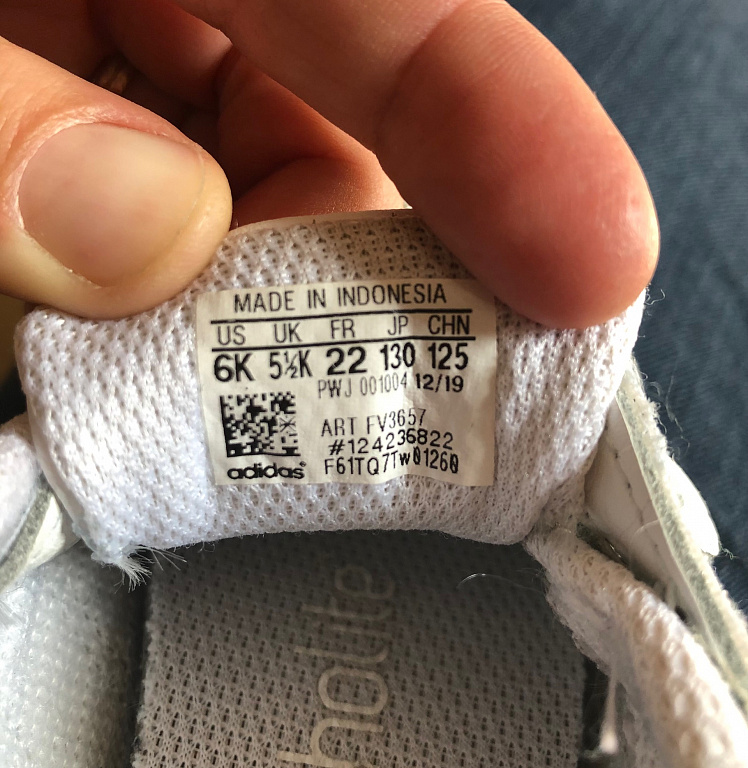 MADE IN INDONESIA
US UK FR JP CHN
6K 5½K 22 130 125
PWJ 001004 12/19
ART FV3657
#124236822
F61TQ7TW01260
adidas
holite